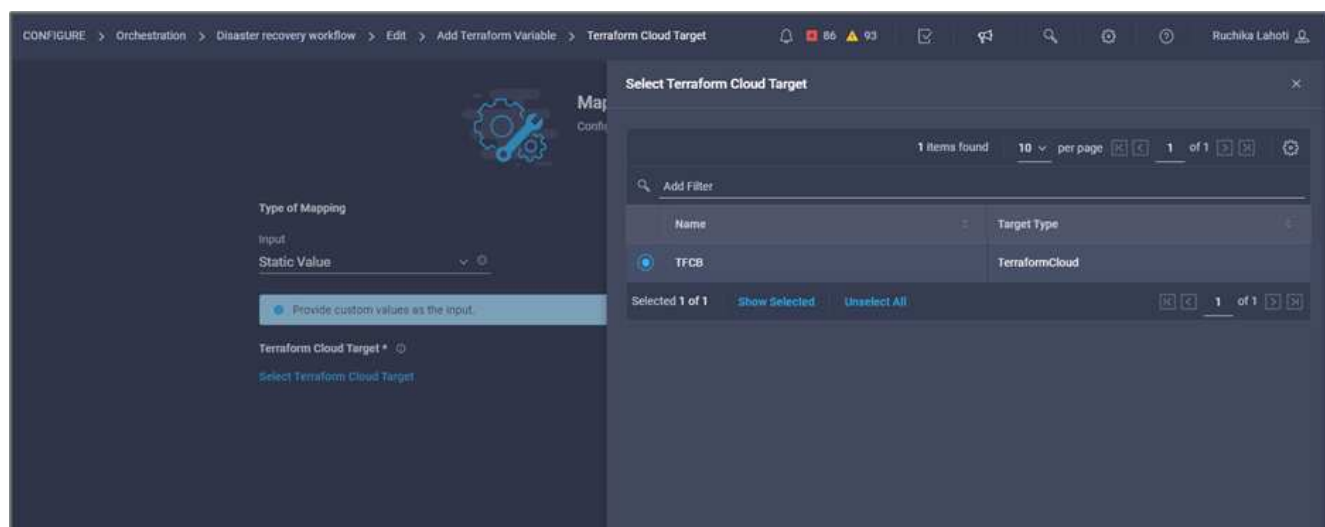 CONFIGURE > Orchestration > Disaster recovery workflow > Edit > Add Terraform Variable > Terraform Cloud Target 86 93 Ruchika Lahoti
Select Terraform Cloud Target
Map
Confi
1 items found 10 per page 1 of 1
Add Filter
Name Target Type
TFCB TerraformCloud
Selected 1 of 1 Show Selected Unselect All 1 of 1
Type of Mapping
Input
Static Value
Provide custom values as the input.
Terraform Cloud Target *
Select Terraform Cloud Target